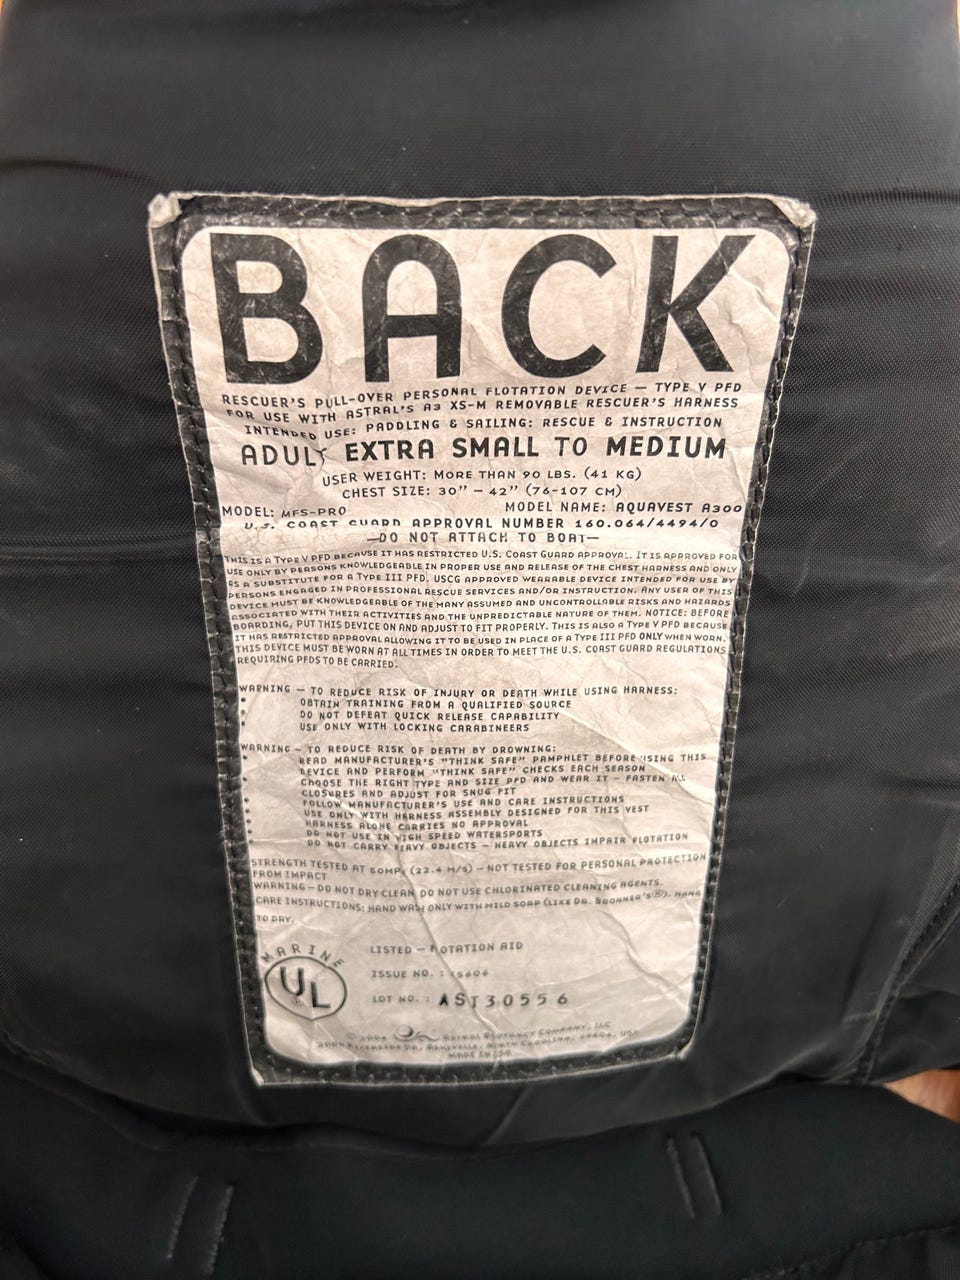 BACK
RESCUER'S PULL-OVER PERSONAL FLOTATION DEVICE — TYPE V PFD
FOR USE WITH ASTRAL'S A3 XS-M REMOVABLE RESCUER'S HARNESS
INTENDED USE: PADDLING & SAILING: RESCUE & INSTRUCTION
ADULT EXTRA SMALL TO MEDIUM
USER WEIGHT: MORE THAN 90 LBS. (41 KG)
CHEST SIZE: 30" – 42" (76-107 CM)
MODEL: MFS-PRO MODEL NAME: AQUAVEST A300
U.S. COAST GUARD APPROVAL NUMBER 160.064/4494/0
—DO NOT ATTACH TO BOAT—
THIS IS A TYPE V PFD BECAUSE IT HAS RESTRICTED U.S. COAST GUARD APPROVAL. IT IS APPROVED FOR
USE ONLY BY PERSONS KNOWLEDGEABLE IN PROPER USE AND RELEASE OF THE CHEST HARNESS AND ONLY
AS A SUBSTITUTE FOR A TYPE III PFD. USCG APPROVED WEARABLE DEVICE INTENDED FOR USE BY
PERSONS ENGAGED IN PROFESSIONAL RESCUE SERVICES AND/OR INSTRUCTION. ANY USER OF THIS
DEVICE MUST BE KNOWLEDGEABLE OF THE MANY ASSUMED AND UNCONTROLLABLE RISKS AND HAZARDS
ASSOCIATED WITH THEIR ACTIVITIES AND THE UNPREDICTABLE NATURE OF THEM. NOTICE: BEFORE
BOARDING, PUT THIS DEVICE ON AND ADJUST TO FIT PROPERLY. THIS IS ALSO A TYPE V PFD BECAUSE
IT HAS RESTRICTED APPROVAL ALLOWING IT TO BE USED IN PLACE OF A TYPE III PFD ONLY WHEN WORN.
THIS DEVICE MUST BE WORN AT ALL TIMES IN ORDER TO MEET THE U.S. COAST GUARD REGULATIONS
REQUIRING PFDS TO BE CARRIED.
WARNING – TO REDUCE RISK OF INJURY OR DEATH WHILE USING HARNESS:
• OBTAIN TRAINING FROM A QUALIFIED SOURCE
• DO NOT DEFEAT QUICK RELEASE CAPABILITY
• USE ONLY WITH LOCKING CARABINEERS
WARNING – TO REDUCE RISK OF DEATH BY DROWNING:
• READ MANUFACTURER'S "THINK SAFE" PAMPHLET BEFORE USING THIS
DEVICE AND PERFORM "THINK SAFE" CHECKS EACH SEASON
• CHOOSE THE RIGHT TYPE AND SIZE PFD AND WEAR IT – FASTEN ALL
CLOSURES AND ADJUST FOR SNUG FIT
• FOLLOW MANUFACTURER'S USE AND CARE INSTRUCTIONS
• USE ONLY WITH HARNESS ASSEMBLY DESIGNED FOR THIS VEST
• HARNESS ALONE CARRIES NO APPROVAL
• DO NOT USE IN HIGH SPEED WATERSPORTS
• DO NOT CARRY HEAVY OBJECTS – HEAVY OBJECTS IMPAIR FLOTATION
STRENGTH TESTED AT 50MPH (22.4 M/S) – NOT TESTED FOR PERSONAL PROTECTION
FROM IMPACT
WARNING – DO NOT DRY CLEAN. DO NOT USE CHLORINATED CLEANING AGENTS.
CARE INSTRUCTIONS: HAND WASH ONLY WITH MILD SOAP (LIKE DR. BRONNER'S®). HANG
TO DRY.
MARINE
UL
LISTED – FLOTATION AID
ISSUE NO. : 15606
LOT NO. : AST30556
ASTRAL BUOYANCY COMPANY, LLC
2000 RIVERSIDE DR. ASHEVILLE, NORTH CAROLINA, 28804, USA
MADE IN USA